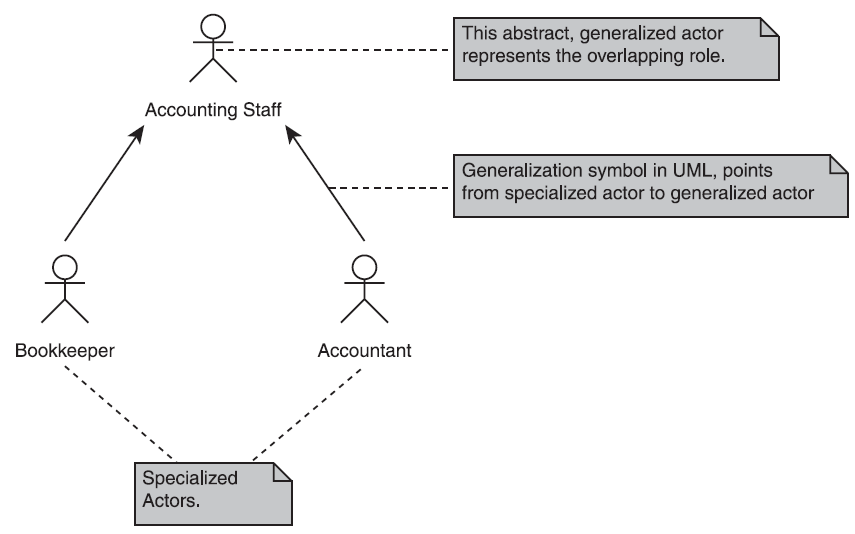 This abstract, generalized actor
represents the overlapping role.
Accounting Staff
Generalization symbol in UML, points
from specialized actor to generalized actor
Bookkeeper
Accountant
Specialized
Actors.